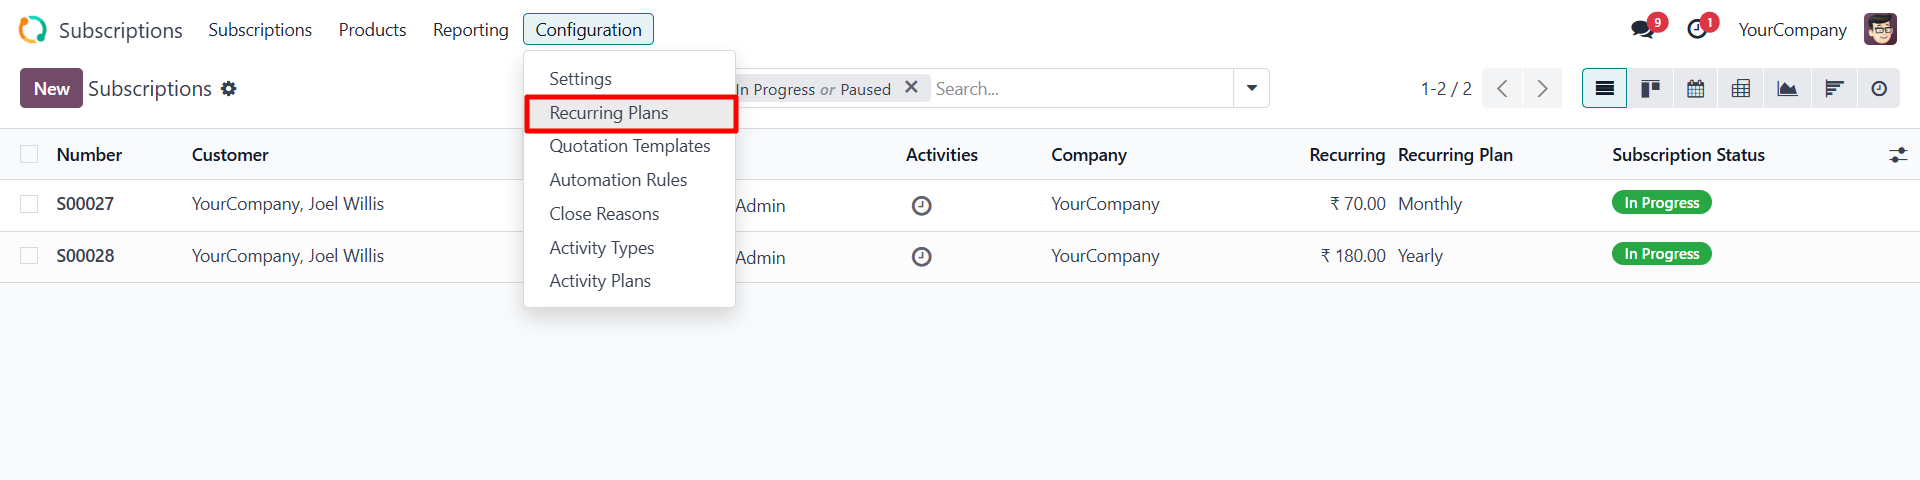 Subscriptions Subscriptions Products Reporting Configuration 9 1 YourCompany
New Subscriptions In Progress or Paused Search... 1-2 / 2
Settings
Recurring Plans
Quotation Templates
Automation Rules
Close Reasons
Activity Types
Activity Plans
Number Customer Activities Company Recurring Recurring Plan Subscription Status
S00027 YourCompany, Joel Willis Admin YourCompany ₹ 70.00 Monthly In Progress
S00028 YourCompany, Joel Willis Admin YourCompany ₹ 180.00 Yearly In Progress